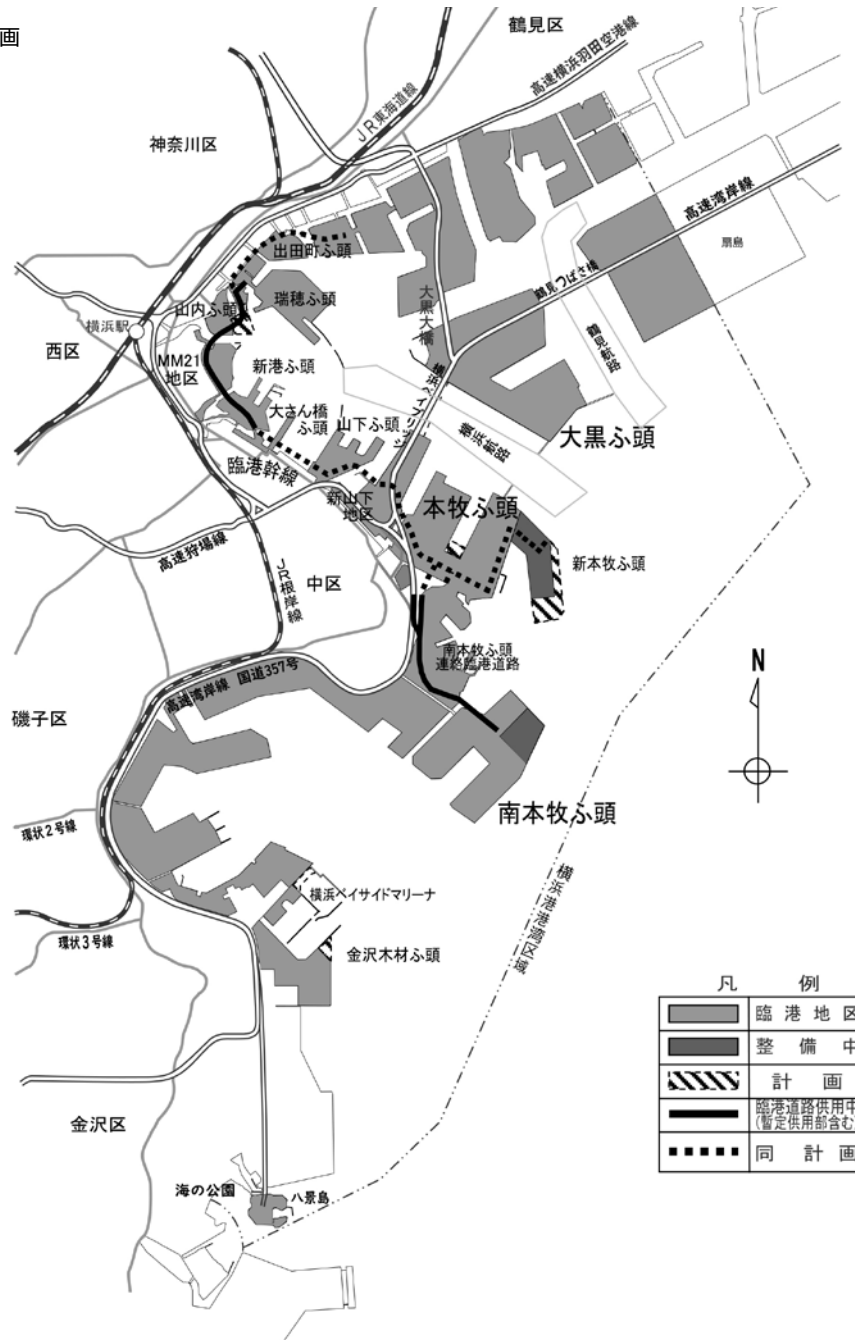 画
鶴見区
高速横浜羽田空港線
JR東海道線
神奈川区
高速湾岸線
扇島
出田町ふ頭
鶴見つばさ橋
瑞穂ふ頭
大黒大橋
山内ふ頭
横浜駅
鶴見航路
西区
MM21
地区
新港ふ頭
横浜ベイブリッジ
大さん橋
ふ頭
山下ふ頭
横浜航路
大黒ふ頭
臨港幹線
新山下
地区
本牧ふ頭
高速狩場線
新本牧ふ頭
JR根岸線
中区
南本牧ふ頭
連絡臨港道路
N
高速湾岸線 国道357号
磯子区
南本牧ふ頭
環状2号線
横浜港港湾区域
横浜ベイサイドマリーナ
環状3号線
金沢木材ふ頭
凡 例
臨港地区
整備中
計画
臨港道路供用中
(暫定供用部含む
同計画
金沢区
海の公園
八景島